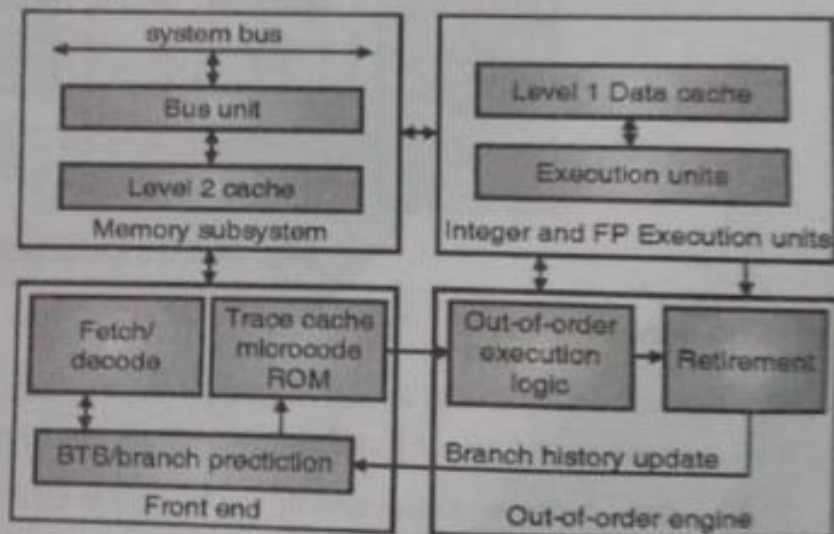 system bus
Bus unit
Level 2 cache
Memory subsystem
Level 1 Data cache
Execution units
Integer and FP Execution units
Fetch/
decode
Trace cache
microcode
ROM
BTB/branch prectiction
Front end
Out-of-order
execution
logic
Retirement
Branch history update
Out-of-order engine